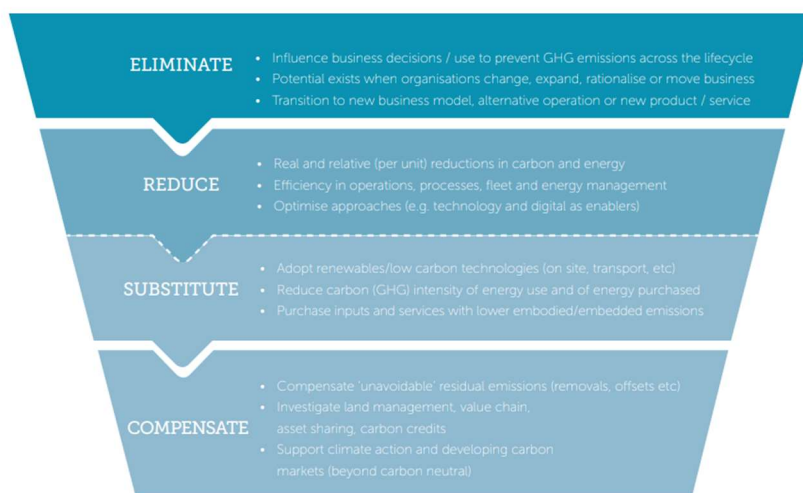 ELIMINATE
• Influence business decisions / use to prevent GHG emissions across the lifecycle
• Potential exists when organisations change, expand, rationalise or move business
• Transition to new business model, alternative operation or new product / service
REDUCE
• Real and relative (per unit) reductions in carbon and energy
• Efficiency in operations, processes, fleet and energy management
• Optimise approaches (e.g. technology and digital as enablers)
SUBSTITUTE
• Adopt renewables/low carbon technologies (on site, transport, etc)
• Reduce carbon (GHG) intensity of energy use and of energy purchased
• Purchase inputs and services with lower embodied/embedded emissions
COMPENSATE
• Compensate 'unavoidable' residual emissions (removals, offsets etc)
• Investigate land management, value chain,
asset sharing, carbon credits
• Support climate action and developing carbon
markets (beyond carbon neutral)